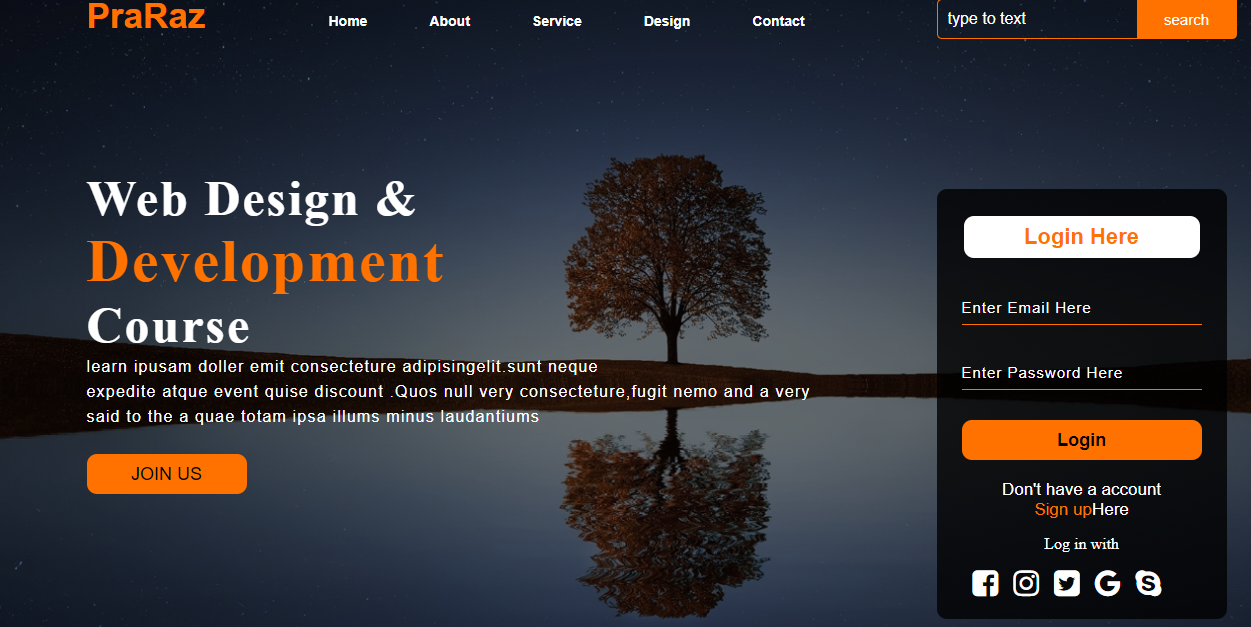 PraRaz
Home About Service Design Contact
type to text
search
Web Design &
Development
Course
learn ipusam doller emit consecteture adipisingelit.sunt neque
expedite atque event quise discount .Quos null very consecteture,fugit nemo and a very
said to the a quae totam ipsa illums minus laudantiums
JOIN US
Login Here
Enter Email Here
Enter Password Here
Login
Don't have a account
Sign upHere
Log in with